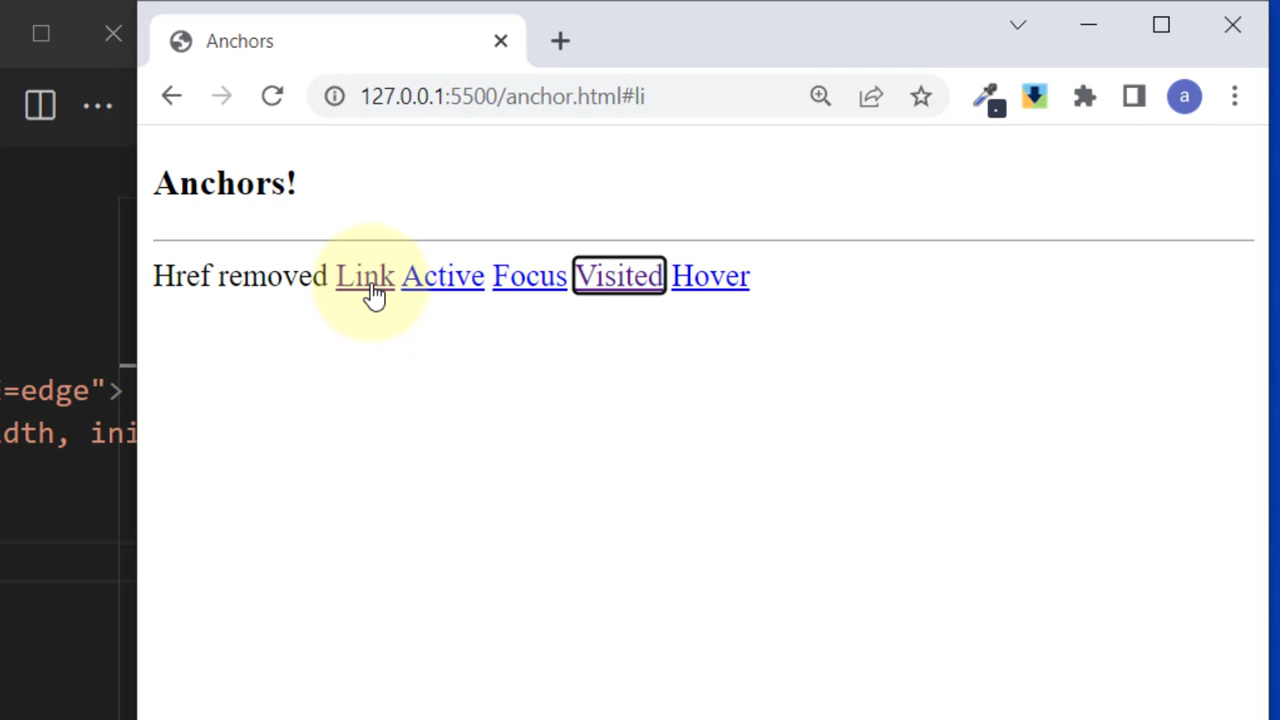 Anchors
127.0.0.1:5500/anchor.html#li
a
Anchors!
Href removed Link Active Focus Visited Hover
=edge">
dth, ini